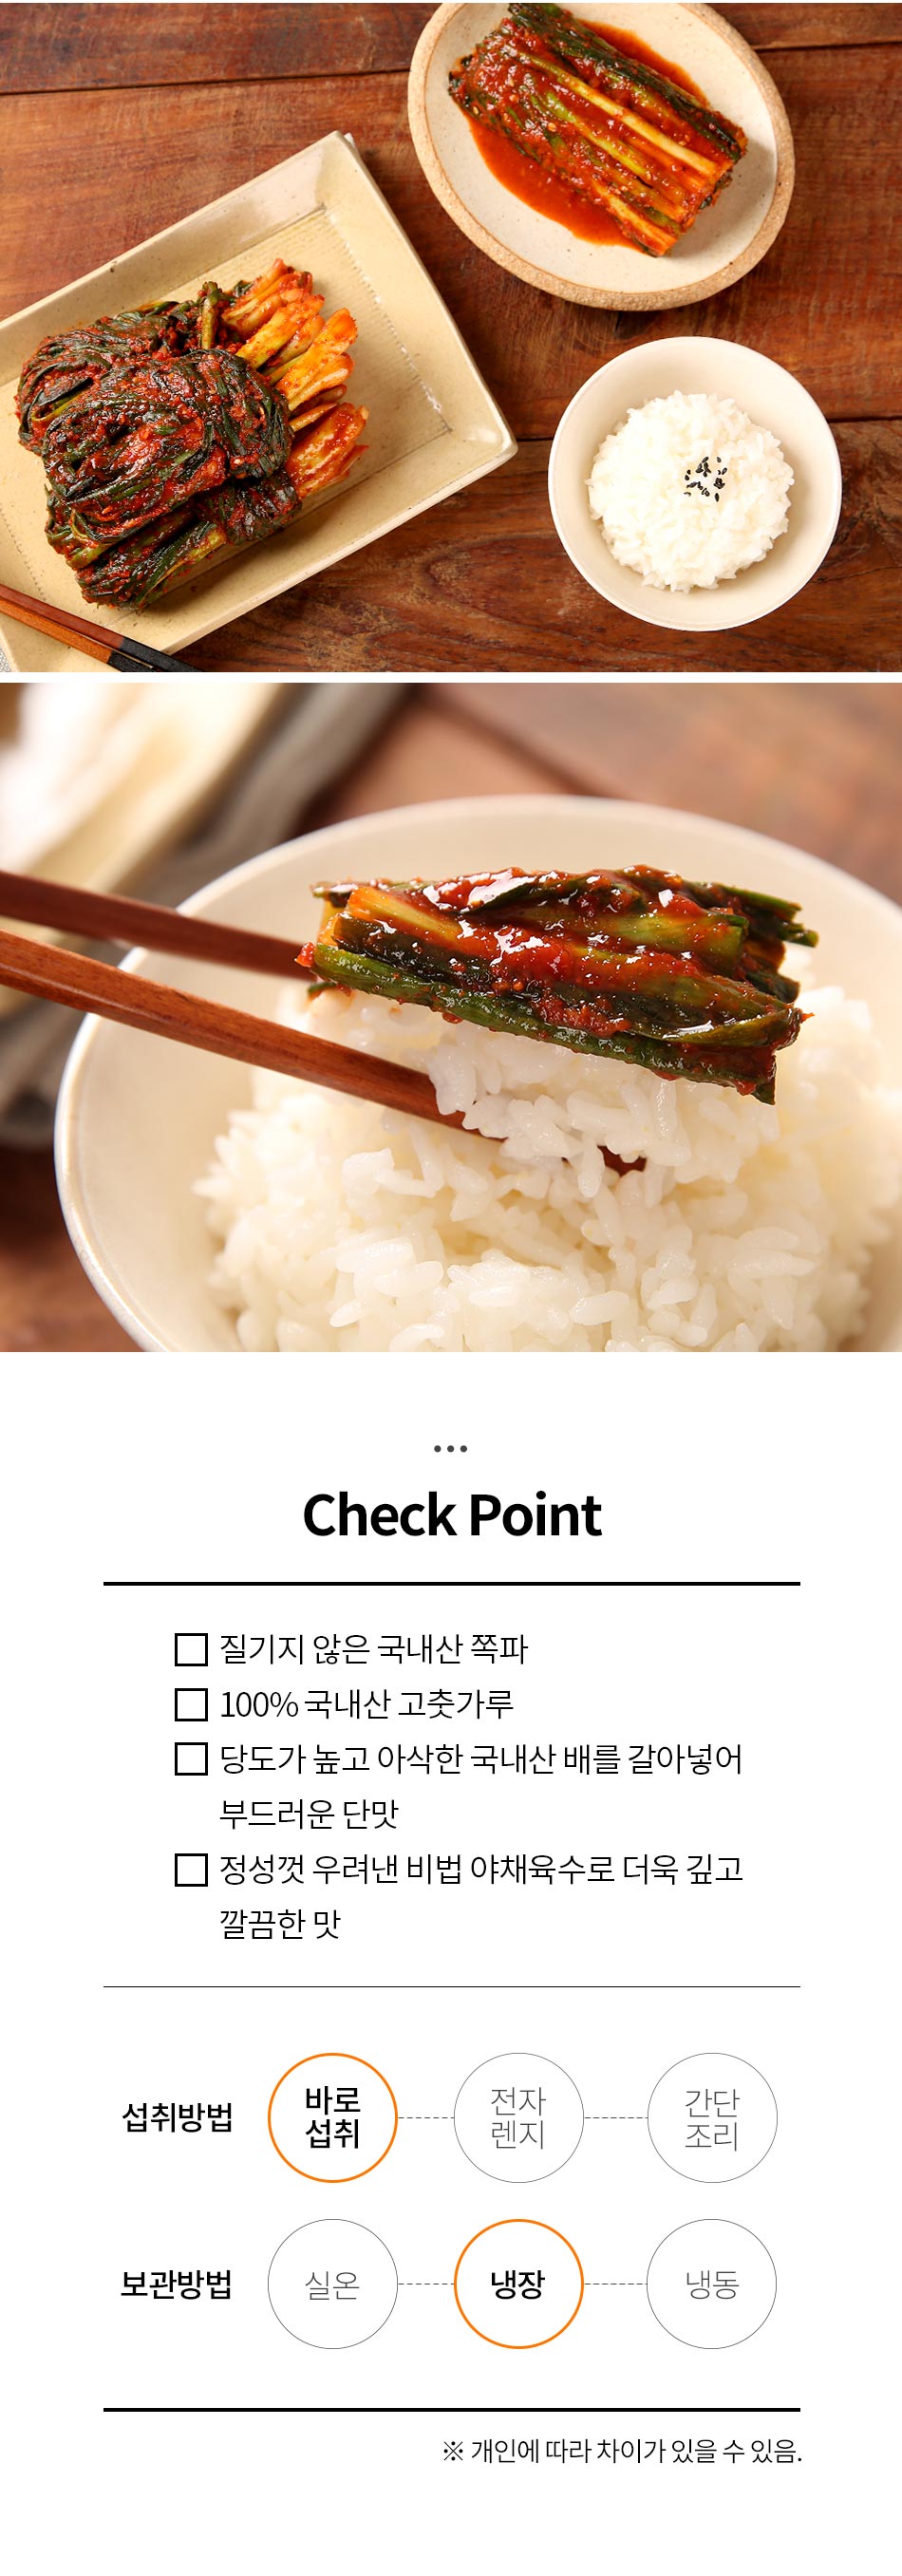 Check Point
질기지 않은 국내산 쪽파
100% 국내산 고춧가루
당도가 높고 아삭한 국내산 배를 갈아넣어
부드러운 단맛
정성껏 우려낸 비법 야채육수로 더욱 깊고
깔끔한 맛
섭취방법
바로
섭취
전자
렌지
간단
조리
보관방법
실온
냉장
냉동
※ 개인에 따라 차이가 있을 수 있음.